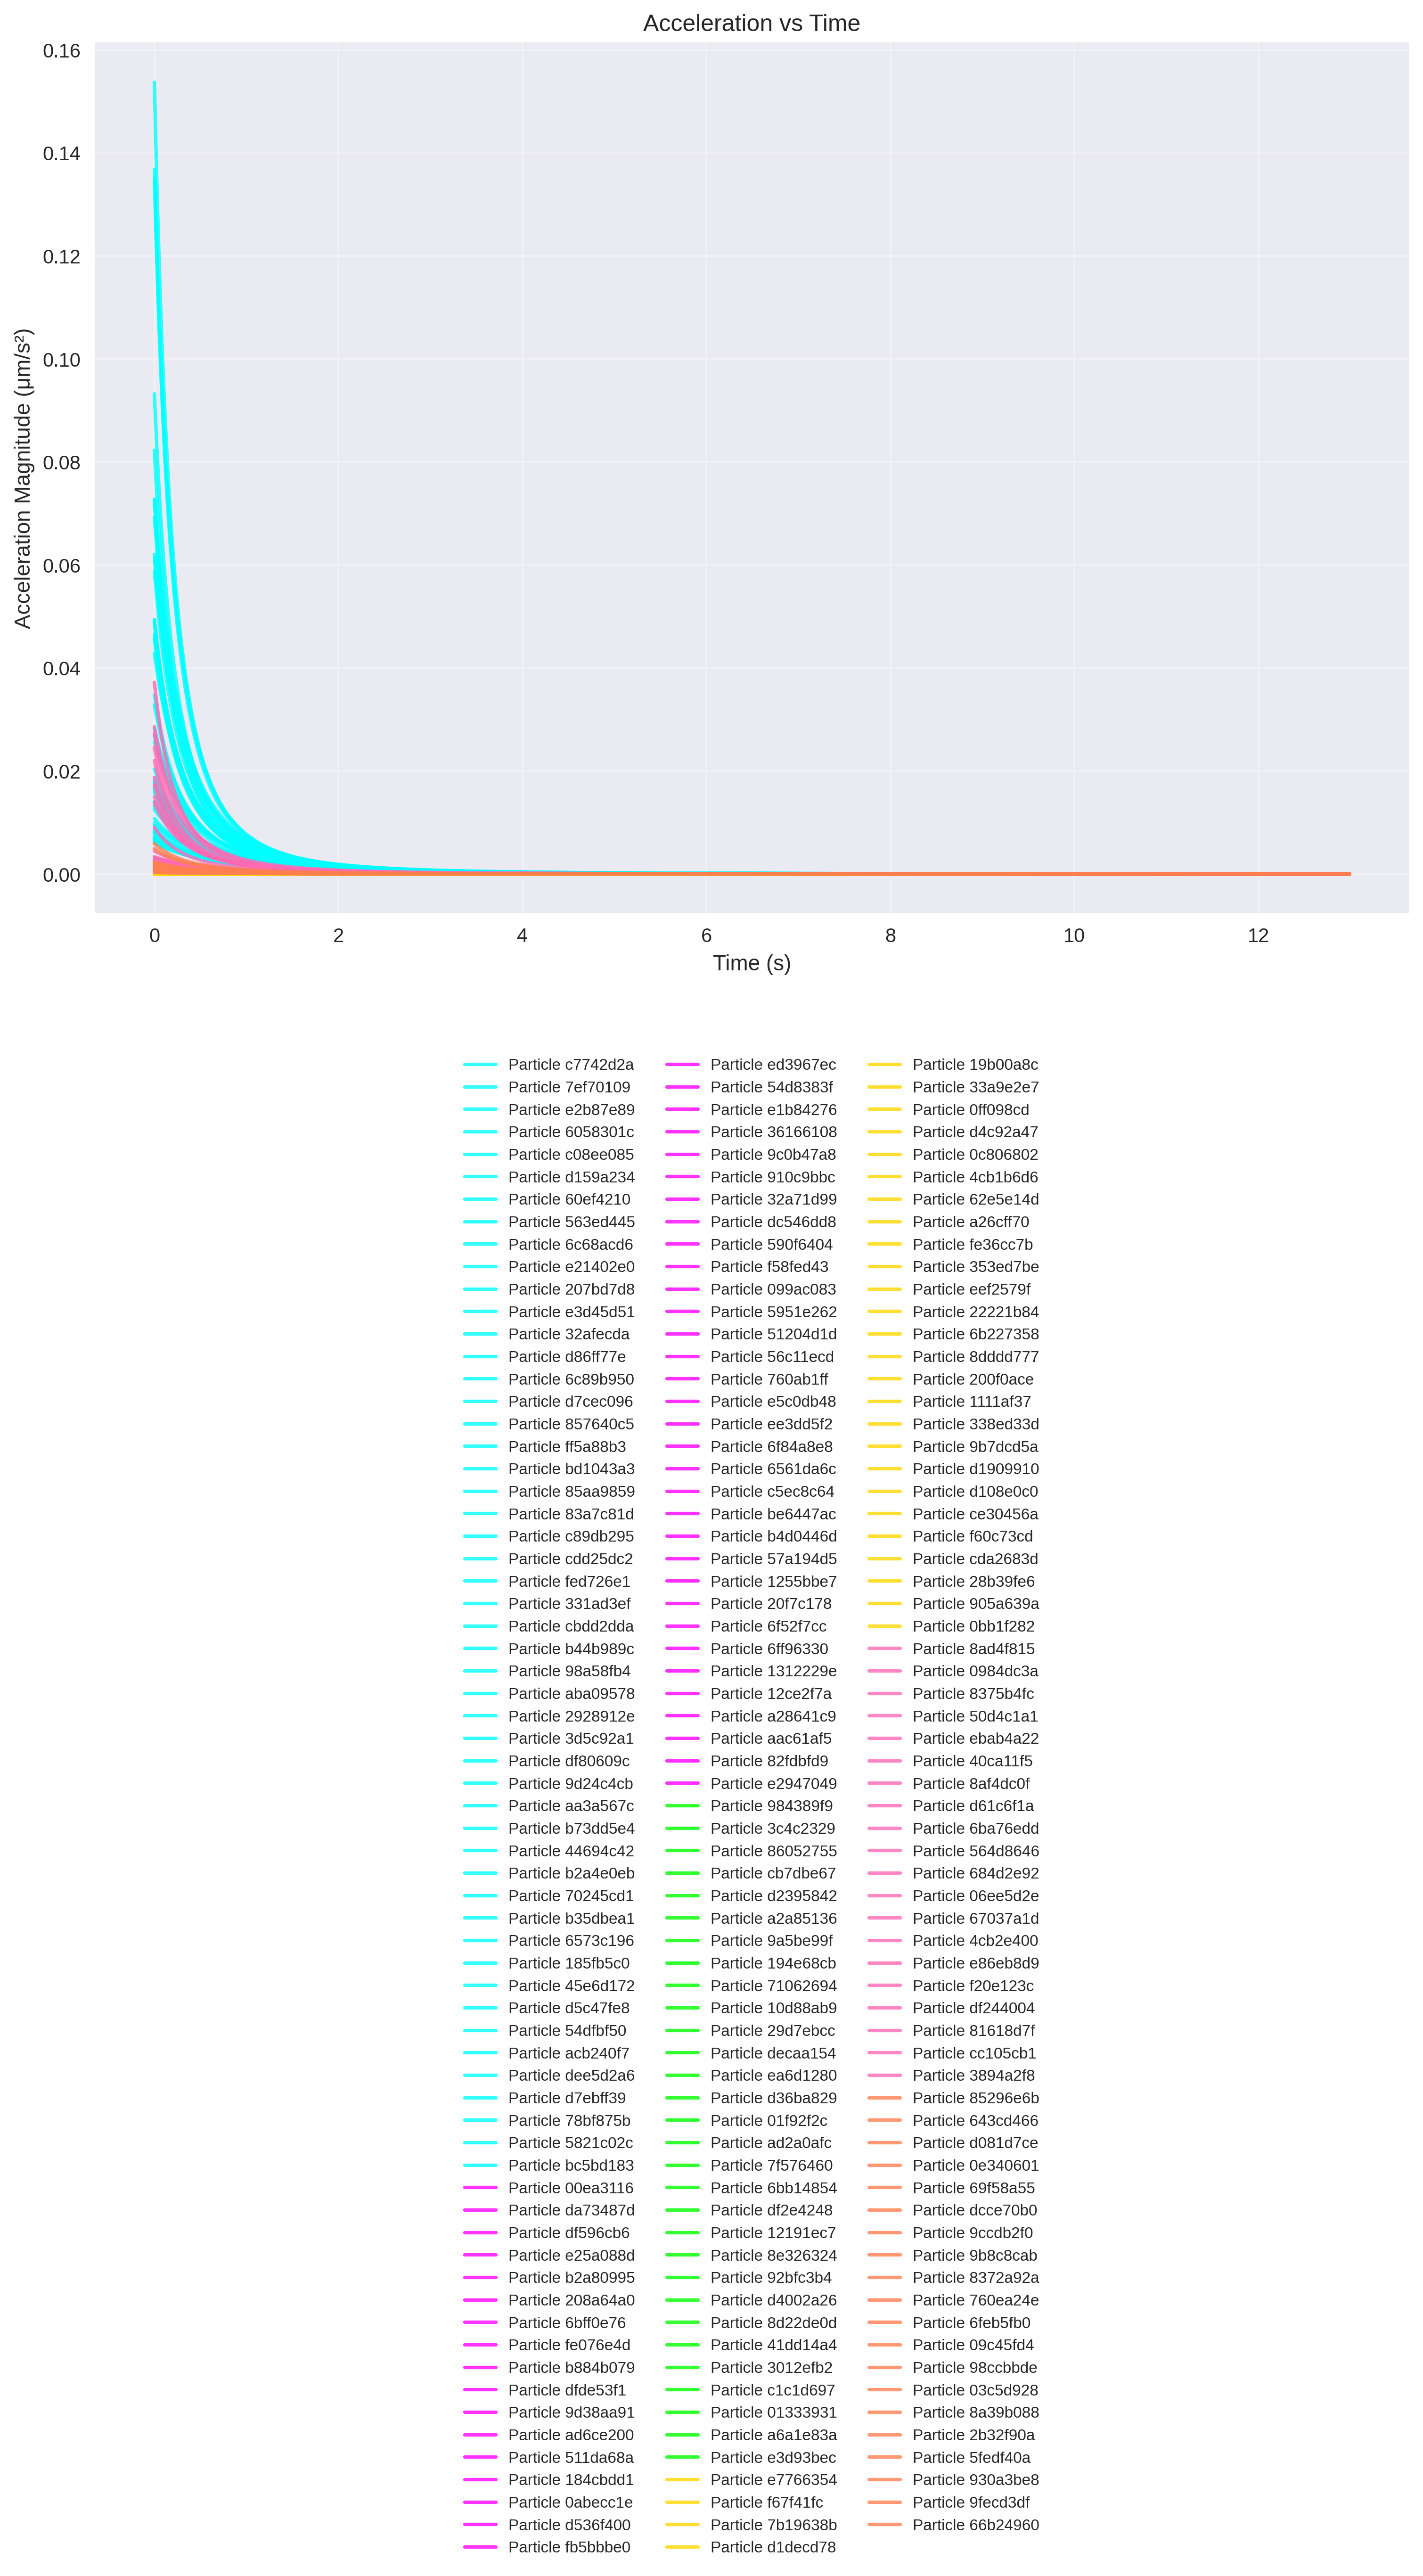 Acceleration vs Time
0.16
0.14
0.12
0.10
0.08
0.06
0.04
0.02
0.00
Acceleration Magnitude (μm/s²)
0 2 4 6 8 10 12
Time (s)
Particle c7742d2a
Particle 7ef70109
Particle e2b87e89
Particle 6058301c
Particle c08ee085
Particle d159a234
Particle 60ef4210
Particle 563ed445
Particle 6c68acd6
Particle e21402e0
Particle 207bd7d8
Particle e3d45d51
Particle 32afecda
Particle d86ff77e
Particle 6c89b950
Particle d7cec096
Particle 857640c5
Particle ff5a88b3
Particle bd1043a3
Particle 85aa9859
Particle 83a7c81d
Particle c89db295
Particle cdd25dc2
Particle fed726e1
Particle 331ad3ef
Particle cbdd2dda
Particle b44b989c
Particle 98a58fb4
Particle aba09578
Particle 2928912e
Particle 3d5c92a1
Particle df80609c
Particle 9d24c4cb
Particle aa3a567c
Particle b73dd5e4
Particle 44694c42
Particle b2a4e0eb
Particle 70245cd1
Particle b35dbea1
Particle 6573c196
Particle 185fb5c0
Particle 45e6d172
Particle d5c47fe8
Particle 54dfbf50
Particle acb240f7
Particle dee5d2a6
Particle d7ebff39
Particle 78bf875b
Particle 5821c02c
Particle bc5bd183
Particle 00ea3116
Particle da73487d
Particle df596cb6
Particle e25a088d
Particle b2a80995
Particle 208a64a0
Particle 6bff0e76
Particle fe076e4d
Particle b884b079
Particle dfde53f1
Particle 9d38aa91
Particle ad6ce200
Particle 511da68a
Particle 184cbdd1
Particle 0abecc1e
Particle d536f400
Particle fb5bbbe0
Particle ed3967ec
Particle 54d8383f
Particle e1b84276
Particle 36166108
Particle 9c0b47a8
Particle 910c9bbc
Particle 32a71d99
Particle dc546dd8
Particle 590f6404
Particle f58fed43
Particle 099ac083
Particle 5951e262
Particle 51204d1d
Particle 56c11ecd
Particle 760ab1ff
Particle e5c0db48
Particle ee3dd5f2
Particle 6f84a8e8
Particle 6561da6c
Particle c5ec8c64
Particle be6447ac
Particle b4d0446d
Particle 57a194d5
Particle 1255bbe7
Particle 20f7c178
Particle 6f52f7cc
Particle 6ff96330
Particle 1312229e
Particle 12ce2f7a
Particle a28641c9
Particle aac61af5
Particle 82fdbfd9
Particle e2947049
Particle 984389f9
Particle 3c4c2329
Particle 86052755
Particle cb7dbe67
Particle d2395842
Particle a2a85136
Particle 9a5be99f
Particle 194e68cb
Particle 71062694
Particle 10d88ab9
Particle 29d7ebcc
Particle decaa154
Particle ea6d1280
Particle d36ba829
Particle 01f92f2c
Particle ad2a0afc
Particle 7f576460
Particle 6bb14854
Particle df2e4248
Particle 12191ec7
Particle 8e326324
Particle 92bfc3b4
Particle d4002a26
Particle 8d22de0d
Particle 41dd14a4
Particle 3012efb2
Particle c1c1d697
Particle 01333931
Particle a6a1e83a
Particle e3d93bec
Particle e7766354
Particle f67f41fc
Particle 7b19638b
Particle d1decd78
Particle 19b00a8c
Particle 33a9e2e7
Particle 0ff098cd
Particle d4c92a47
Particle 0c806802
Particle 4cb1b6d6
Particle 62e5e14d
Particle a26cff70
Particle fe36cc7b
Particle 353ed7be
Particle eef2579f
Particle 22221b84
Particle 6b227358
Particle 8dddd777
Particle 200f0ace
Particle 1111af37
Particle 338ed33d
Particle 9b7dcd5a
Particle d1909910
Particle d108e0c0
Particle ce30456a
Particle f60c73cd
Particle cda2683d
Particle 28b39fe6
Particle 905a639a
Particle 0bb1f282
Particle 8ad4f815
Particle 0984dc3a
Particle 8375b4fc
Particle 50d4c1a1
Particle ebab4a22
Particle 40ca11f5
Particle 8af4dc0f
Particle d61c6f1a
Particle 6ba76edd
Particle 564d8646
Particle 684d2e92
Particle 06ee5d2e
Particle 67037a1d
Particle 4cb2e400
Particle e86eb8d9
Particle f20e123c
Particle df244004
Particle 81618d7f
Particle cc105cb1
Particle 3894a2f8
Particle 85296e6b
Particle 643cd466
Particle d081d7ce
Particle 0e340601
Particle 69f58a55
Particle dcce70b0
Particle 9ccdb2f0
Particle 9b8c8cab
Particle 8372a92a
Particle 760ea24e
Particle 6feb5fb0
Particle 09c45fd4
Particle 98ccbbde
Particle 03c5d928
Particle 8a39b088
Particle 2b32f90a
Particle 5fedf40a
Particle 930a3be8
Particle 9fecd3df
Particle 66b24960